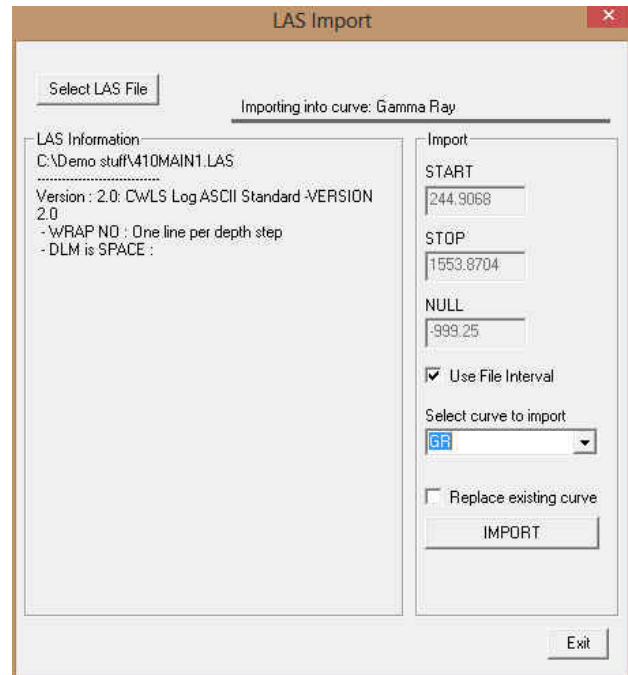 LAS Import
Select LAS File
Importing into curve: Gamma Ray
LAS Information
C:\Demo stuff\410MAIN1.LAS
----------------------------
Version : 2.0: CWLS Log ASCII Standard -VERSION
2.0
- WRAP NO : One line per depth step
- DLM is SPACE :
Import
START
244.9068
STOP
1553.8704
NULL
-999.25
Use File Interval
Select curve to import
GR
Replace existing curve
IMPORT
Exit